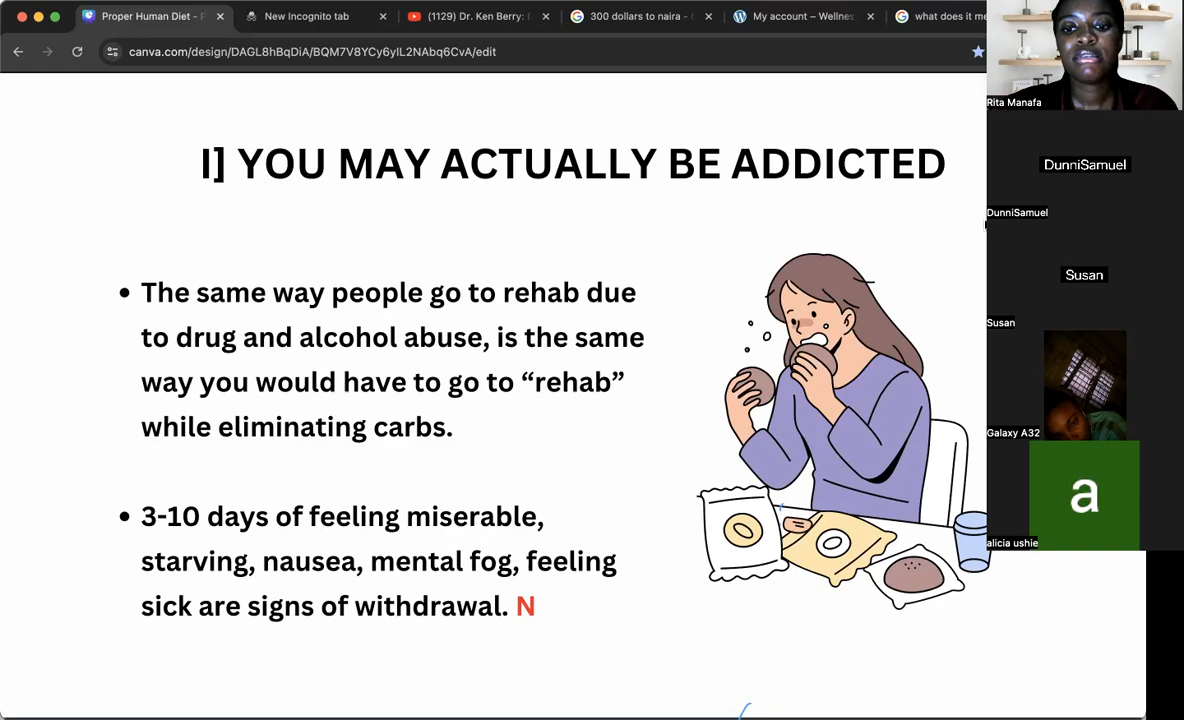 Proper Human Diet - P
New Incognito tab
(1129) Dr. Ken Berry:
300 dollars to naira -
My account – Wellnes
what does it me
canva.com/design/DAGL8hBqDiA/BQM7V8YCy6yIL2NAbq6CvA/edit
I] YOU MAY ACTUALLY BE ADDICTED
• The same way people go to rehab due
to drug and alcohol abuse, is the same
way you would have to go to “rehab”
while eliminating carbs.
• 3-10 days of feeling miserable,
starving, nausea, mental fog, feeling
sick are signs of withdrawal. N
Rita Manafa
DunniSamuel
DunniSamuel
Susan
Susan
Galaxy A32
a
alicia ushie